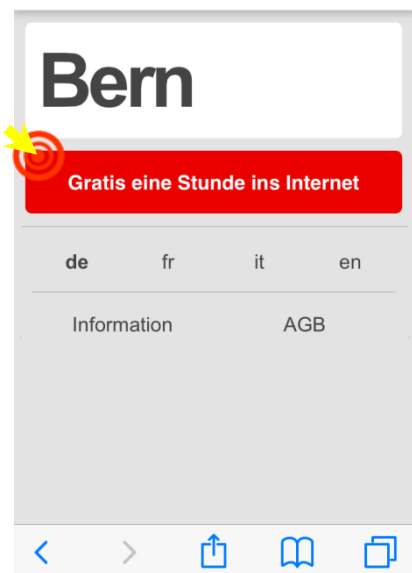 Bern
Gratis eine Stunde ins Internet
de fr it en
Information AGB